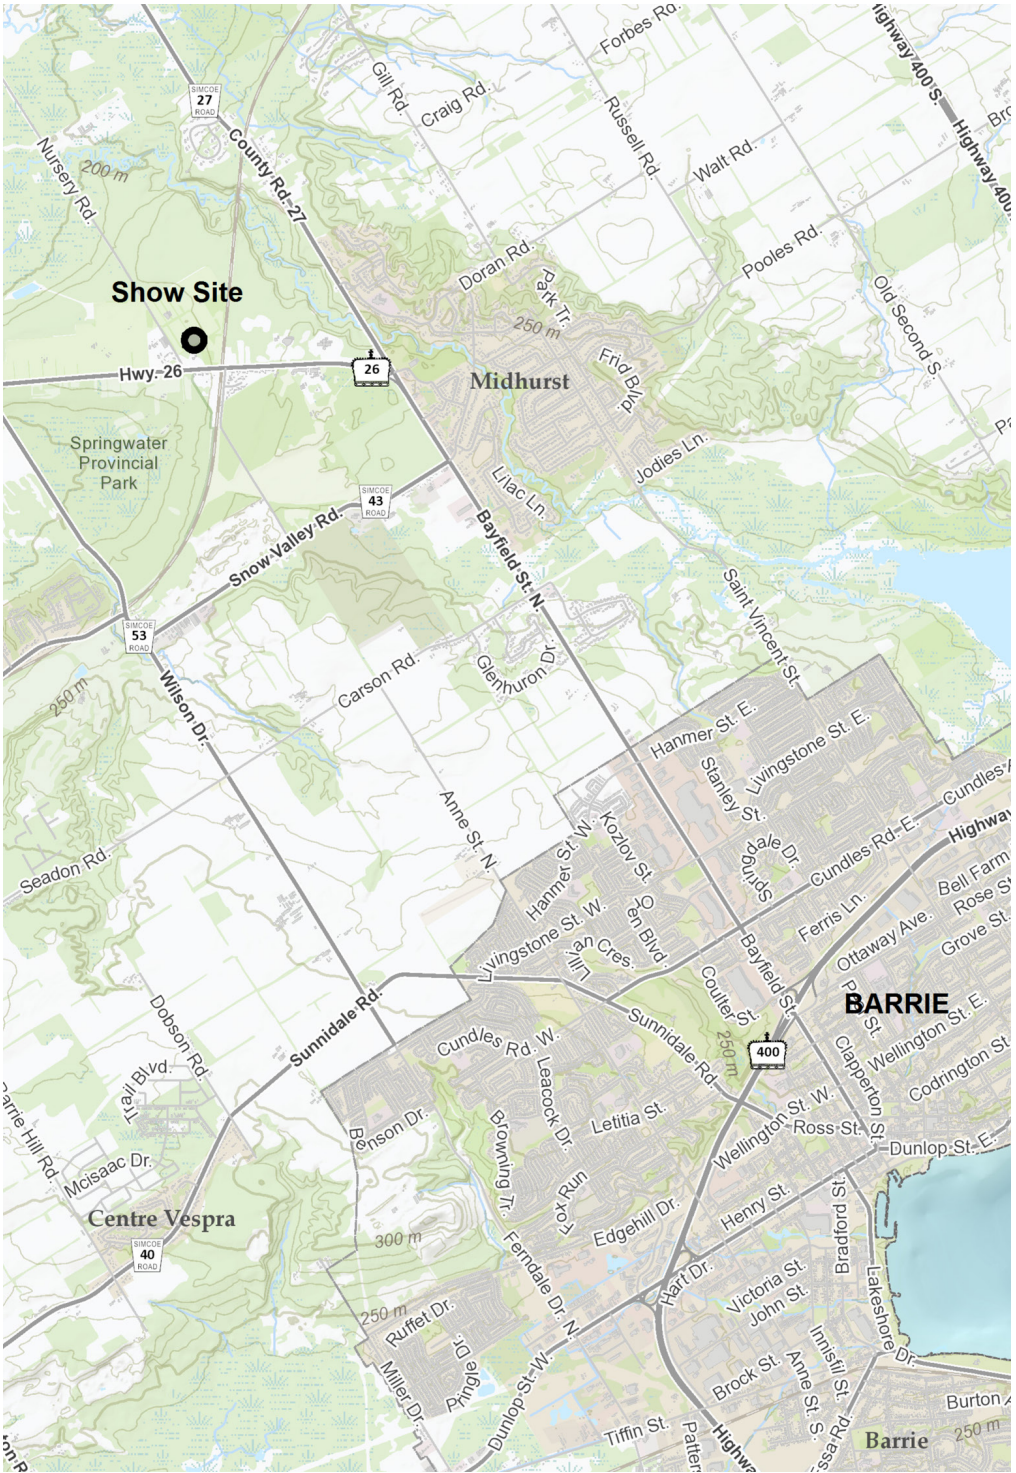 Highway 400 S.
Forbes Rd.
Gill Rd.
Craig Rd.
SIMCOE
27
ROAD
Russell Rd.
Walt Rd.
Highway 400
Nursery Rd.
200 m
County Rd. 27
Pooles Rd.
Doran Rd.
Park Tr.
Show Site
Old Second S.
250 m
Hwy. 26
26
Frid Blvd.
Midhurst
Springwater
Provincial
Park
Jodies Ln.
Lilac Ln.
SIMCOE
43
ROAD
Snow Valley Rd.
Bayfield St. N.
Saint Vincent St.
SIMCOE
53
ROAD
250 m
Wilson Dr.
Carson Rd.
Glenhuron Dr.
Hanmer St. E.
Livingstone St. E.
Stanley St.
Cundles
Anne St. N.
Kozlov St.
Hanmer St. W.
Springdale Dr.
Cundles Rd. E.
Highway
Seadon Rd.
Bell Farm
Rose St.
Livingstone St. W.
Lillian Cres.
Ferris Ln.
Ottaway Ave.
Grove St.
Bayfield St.
Coulter St.
BARRIE
Sunnidale Rd.
Dobson Rd.
Sunnidale Rd.
250 m
400
Wellington St. E.
Clapperton St.
Codrington St.
Cundles Rd. W.
Leacock Dr.
Trail Blvd.
Barrie Hill Rd.
Benson Dr.
Browning Tr.
Letitia St.
Wellington St. W.
Ross St.
Dunlop St. E.
Mcisaac Dr.
Centre Vespra
Fox Run
Edgehill Dr.
Henry St.
Bradford St.
SIMCOE
40
ROAD
300 m
Ferndale Dr. N
Hart Dr.
Victoria St.
John St.
Lakeshore Dr.
250 m
Ruffet Dr.
Pringle Dr.
Miller Dr.
Dunlop St. W.
Innisfil St.
Anne St. S
Brock St.
Tiffin St.
Essa Rd.
Burton
250 m
Barrie